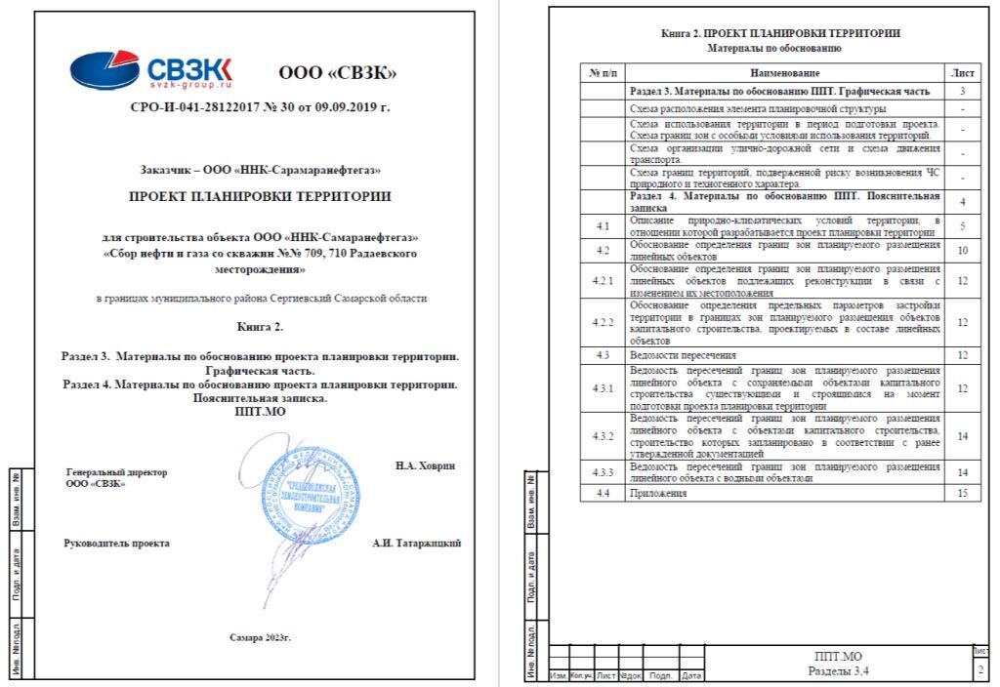 СВЗК
svzk-group.ru
ООО «СВЗК»
СРО-И-041-28122017 № 30 от 09.09.2019 г.
Заказчик – ООО «ННК-Сарамаранефтегаз»
ПРОЕКТ ПЛАНИРОВКИ ТЕРРИТОРИИ
для строительства объекта ООО «ННК-Самаранефтегаз»
«Сбор нефти и газа со скважин №№ 709, 710 Радаевского
месторождения»
в границах муниципального района Сергиевский Самарской области
Книга 2.
Раздел 3. Материалы по обоснованию проекта планировки территории.
Графическая часть.
Раздел 4. Материалы по обоснованию проекта планировки территории.
Пояснительная записка.
ППТ.МО
Генеральный директор
ООО «СВЗК»
Н.А. Ховрин
"СРЕДНЕВОЛЖСКАЯ
ЗЕМЛЕУСТРОИТЕЛЬНАЯ
КОМПАНИЯ"
Руководитель проекта
А.И. Татаржицкий
Самара 2023г.
Взам. инв. №
Подп. и дата
Инв. № подл.
Книга 2. ПРОЕКТ ПЛАНИРОВКИ ТЕРРИТОРИИ
Материалы по обоснованию
№ п/п Наименование Лист
Раздел 3. Материалы по обоснованию ППТ. Графическая часть 3
Схема расположения элемента планировочной структуры -
Схема использования территории в период подготовки проекта.
Схема границ зон с особыми условиями использования территорий. -
Схема организации улично-дорожной сети и схема движения
транспорта. -
Схема границ территорий, подверженной риску возникновения ЧС
природного и техногенного характера. -
Раздел 4. Материалы по обоснованию ППТ. Пояснительная
записка 4
4.1 Описание природно-климатических условий территории, в
отношении которой разрабатывается проект планировки территории 5
4.2 Обоснование определения границ зон планируемого размещения
линейных объектов 10
4.2.1 Обоснование определения границ зон планируемого размещения
линейных объектов подлежащих реконструкции в связи с
изменением их местоположения 12
4.2.2 Обоснование определения предельных параметров застройки
территории в границах зон планируемого размещения объектов
капитального строительства, проектируемых в составе линейных
объектов 12
4.3 Ведомости пересечения 12
4.3.1 Ведомость пересечений границ зон планируемого размещения
линейного объекта с сохраняемыми объектами капитального
строительства существующими и строящимися на момент
подготовки проекта планировки территории 12
4.3.2 Ведомость пересечений границ зон планируемого размещения
линейного объекта с объектами капитального строительства,
строительство которых запланировано в соответствии с ранее
утвержденной документацией 14
4.3.3 Ведомость пересечений границ зон планируемого размещения
линейного объекта с водными объектами 14
4.4 Приложения 15
Взам. инв. №
Подп. и дата
Инв. № подл.
Изм. Кол.уч. Лист №док. Подп. Дата
ППТ.МО
Разделы 3,4
Лист
2